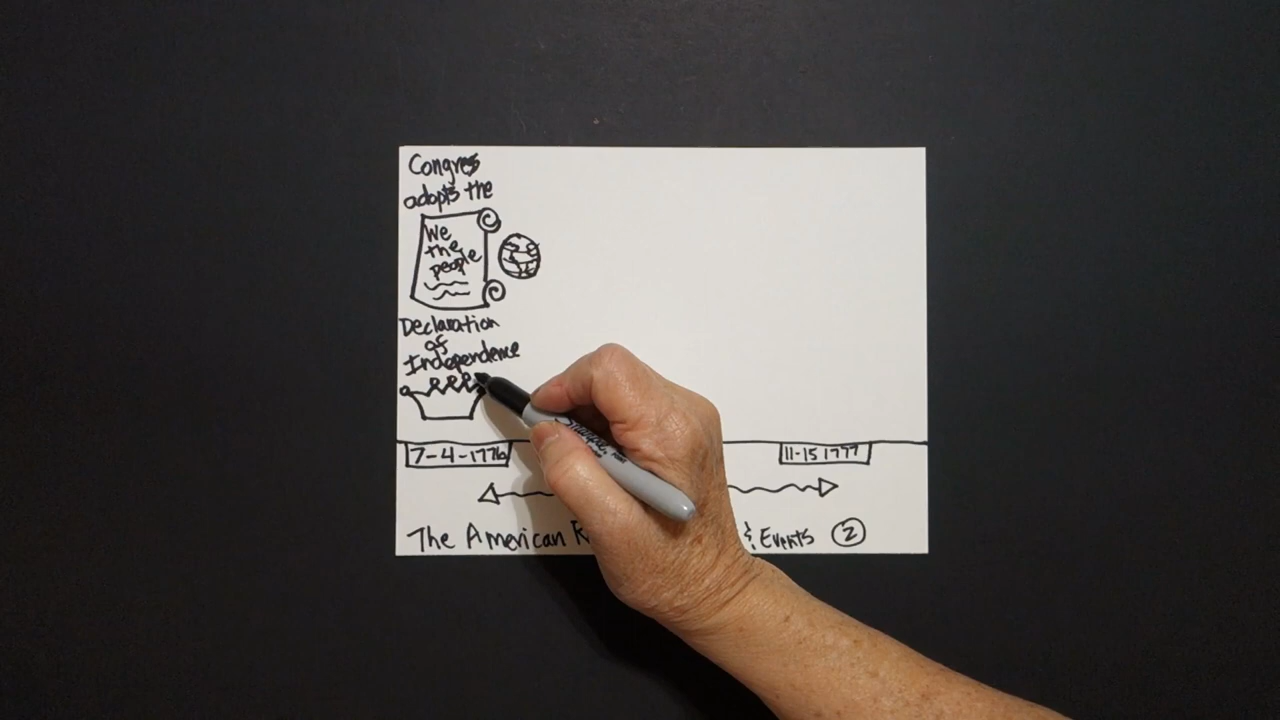 Congress
adopts the
We
the
people
Declaration
of
Independence
7-4-1776
11-15 1777
The American
& Events 2
Sharpie